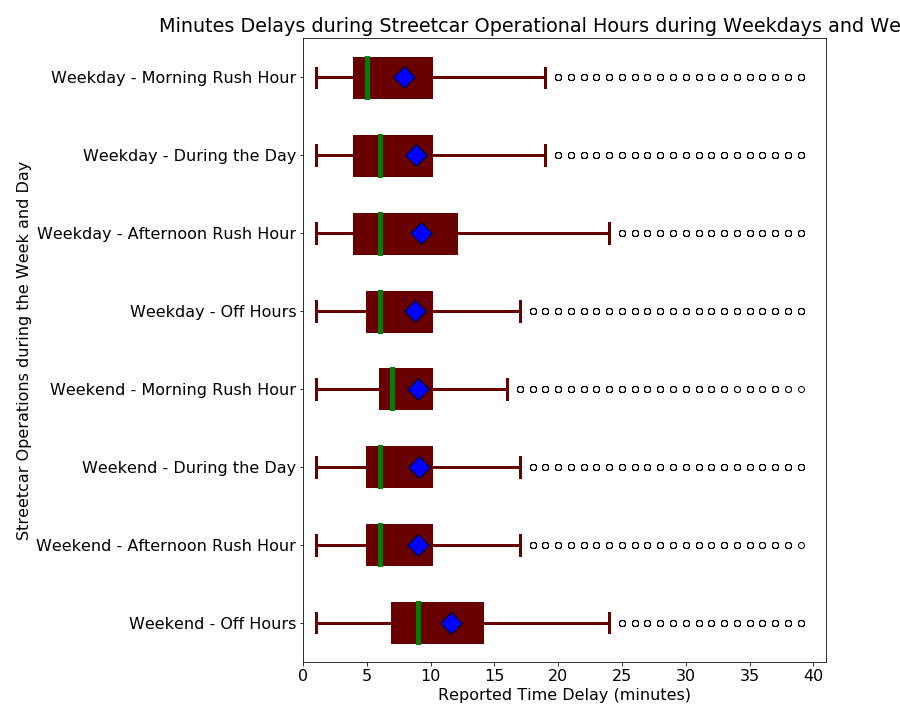 Minutes Delays during Streetcar Operational Hours during Weekdays and We
Streetcar Operations during the Week and Day
Weekday - Morning Rush Hour
Weekday - During the Day
Weekday - Afternoon Rush Hour
Weekday - Off Hours
Weekend - Morning Rush Hour
Weekend - During the Day
Weekend - Afternoon Rush Hour
Weekend - Off Hours
0 5 10 15 20 25 30 35 40
Reported Time Delay (minutes)